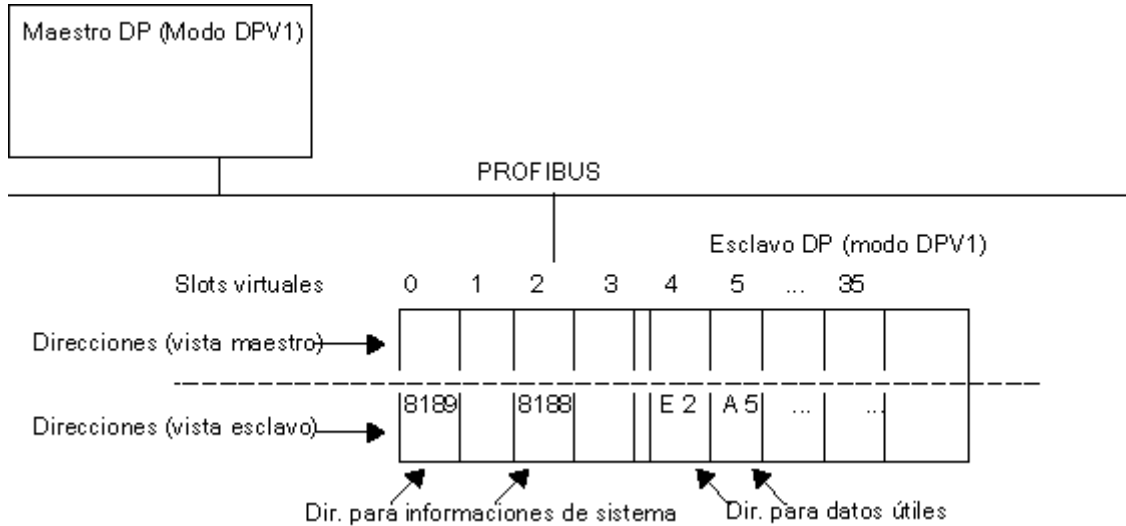 Maestro DP (Modo DPV1)
PROFIBUS
Esclavo DP (modo DPV1)
Slots virtuales 0 1 2 3 4 5 ... 35
Direcciones (vista maestro)
8189 8188 E 2 A 5 ... ...
Direcciones (vista esclavo)
Dir. para informaciones de sistema Dir. para datos útiles